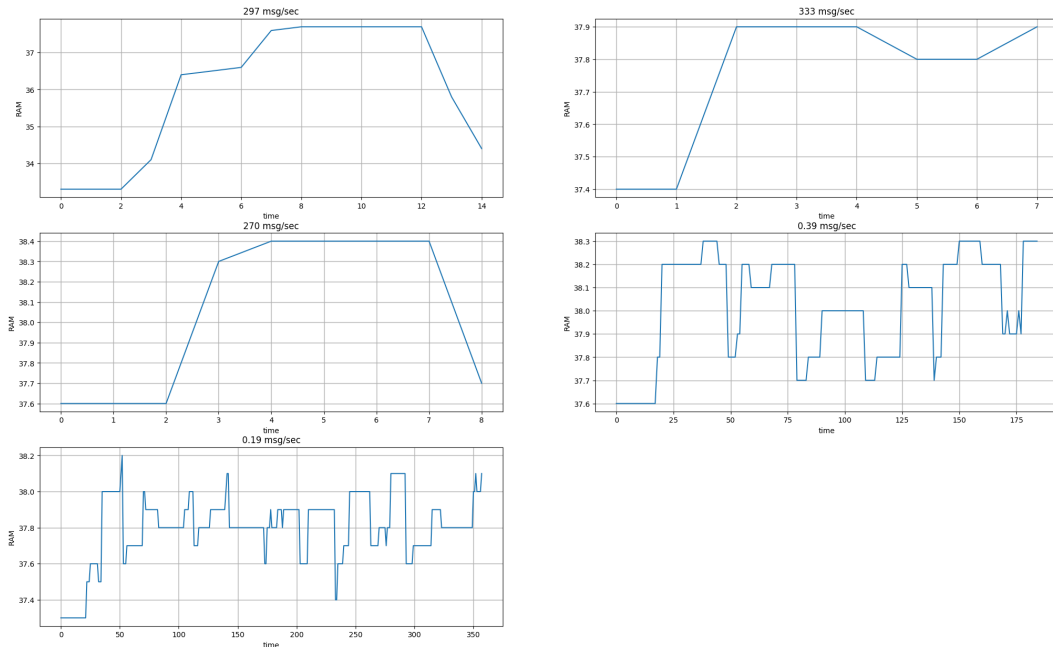 297 msg/sec
RAM
37
36
35
34
0 2 4 6 8 10 12 14
time
333 msg/sec
RAM
37.9
37.8
37.7
37.6
37.5
37.4
0 1 2 3 4 5 6 7
time
270 msg/sec
RAM
38.4
38.3
38.2
38.1
38.0
37.9
37.8
37.7
37.6
0 1 2 3 4 5 6 7 8
time
0.39 msg/sec
RAM
38.3
38.2
38.1
38.0
37.9
37.8
37.7
37.6
0 25 50 75 100 125 150 175
time
0.19 msg/sec
RAM
38.2
38.0
37.8
37.6
37.4
0 50 100 150 200 250 300 350
time